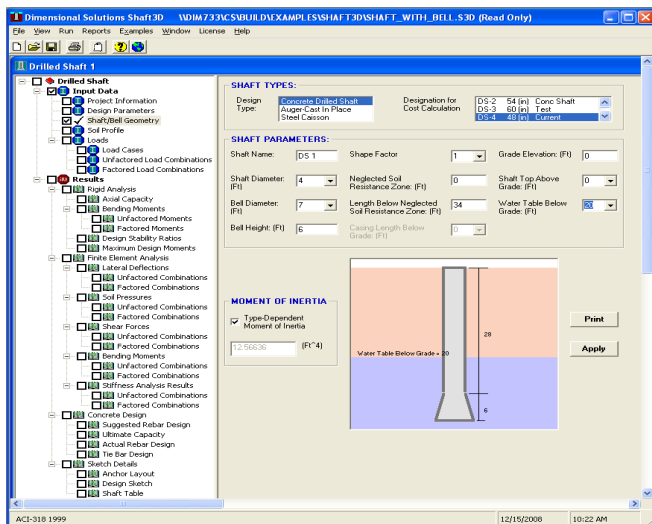 Dimensional Solutions Shaft3D \\DIM733\CS\BUILD\EXAMPLES\SHAFT3D\SHAFT_WITH_BELL.S3D (Read Only)
File View Run Reports Examples Window License Help
Drilled Shaft 1
Drilled Shaft
Input Data
Project Information
Design Parameters
Shaft/Bell Geometry
Soil Profile
Loads
Load Cases
Unfactored Load Combinations
Factored Load Combinations
Results
Rigid Analysis
Axial Capacity
Bending Moments
Unfactored Moments
Factored Moments
Design Stability Ratios
Maximum Design Moments
Finite Element Analysis
Lateral Deflections
Unfactored Combinations
Factored Combinations
Soil Pressures
Unfactored Combinations
Factored Combinations
Shear Forces
Unfactored Combinations
Factored Combinations
Bending Moments
Unfactored Combinations
Factored Combinations
Stiffness Analysis Results
Unfactored Combinations
Factored Combinations
Concrete Design
Suggested Rebar Design
Ultimate Capacity
Actual Rebar Design
Tie Bar Design
Sketch Details
Anchor Layout
Design Sketch
Shaft Table
SHAFT TYPES:
Design Type:
Concrete Drilled Shaft
Auger-Cast In Place
Steel Caisson
Designation for Cost Calculation
DS-2 54 (in) Conc Shaft
DS-3 60 (in) Test
DS-4 48 (in) Current
SHAFT PARAMETERS:
Shaft Name: DS 1 Shape Factor 1 Grade Elevation: (Ft) 0
Shaft Diameter: (Ft) 4 Neglected Soil Resistance Zone: (Ft) 0 Shaft Top Above Grade: (Ft) 0
Bell Diameter: (Ft) 7 Length Below Neglected Soil Resistance Zone: (Ft) 34 Water Table Below Grade: (Ft) 20
Bell Height: (Ft) 6 Casing Length Below Grade: (Ft) 0
MOMENT OF INERTIA
Type-Dependent Moment of Inertia
12.56636 (Ft^4)
28
Water Table Below Grade = 20
6
Print
Apply
ACI-318 1999 12/15/2008 10:22 AM